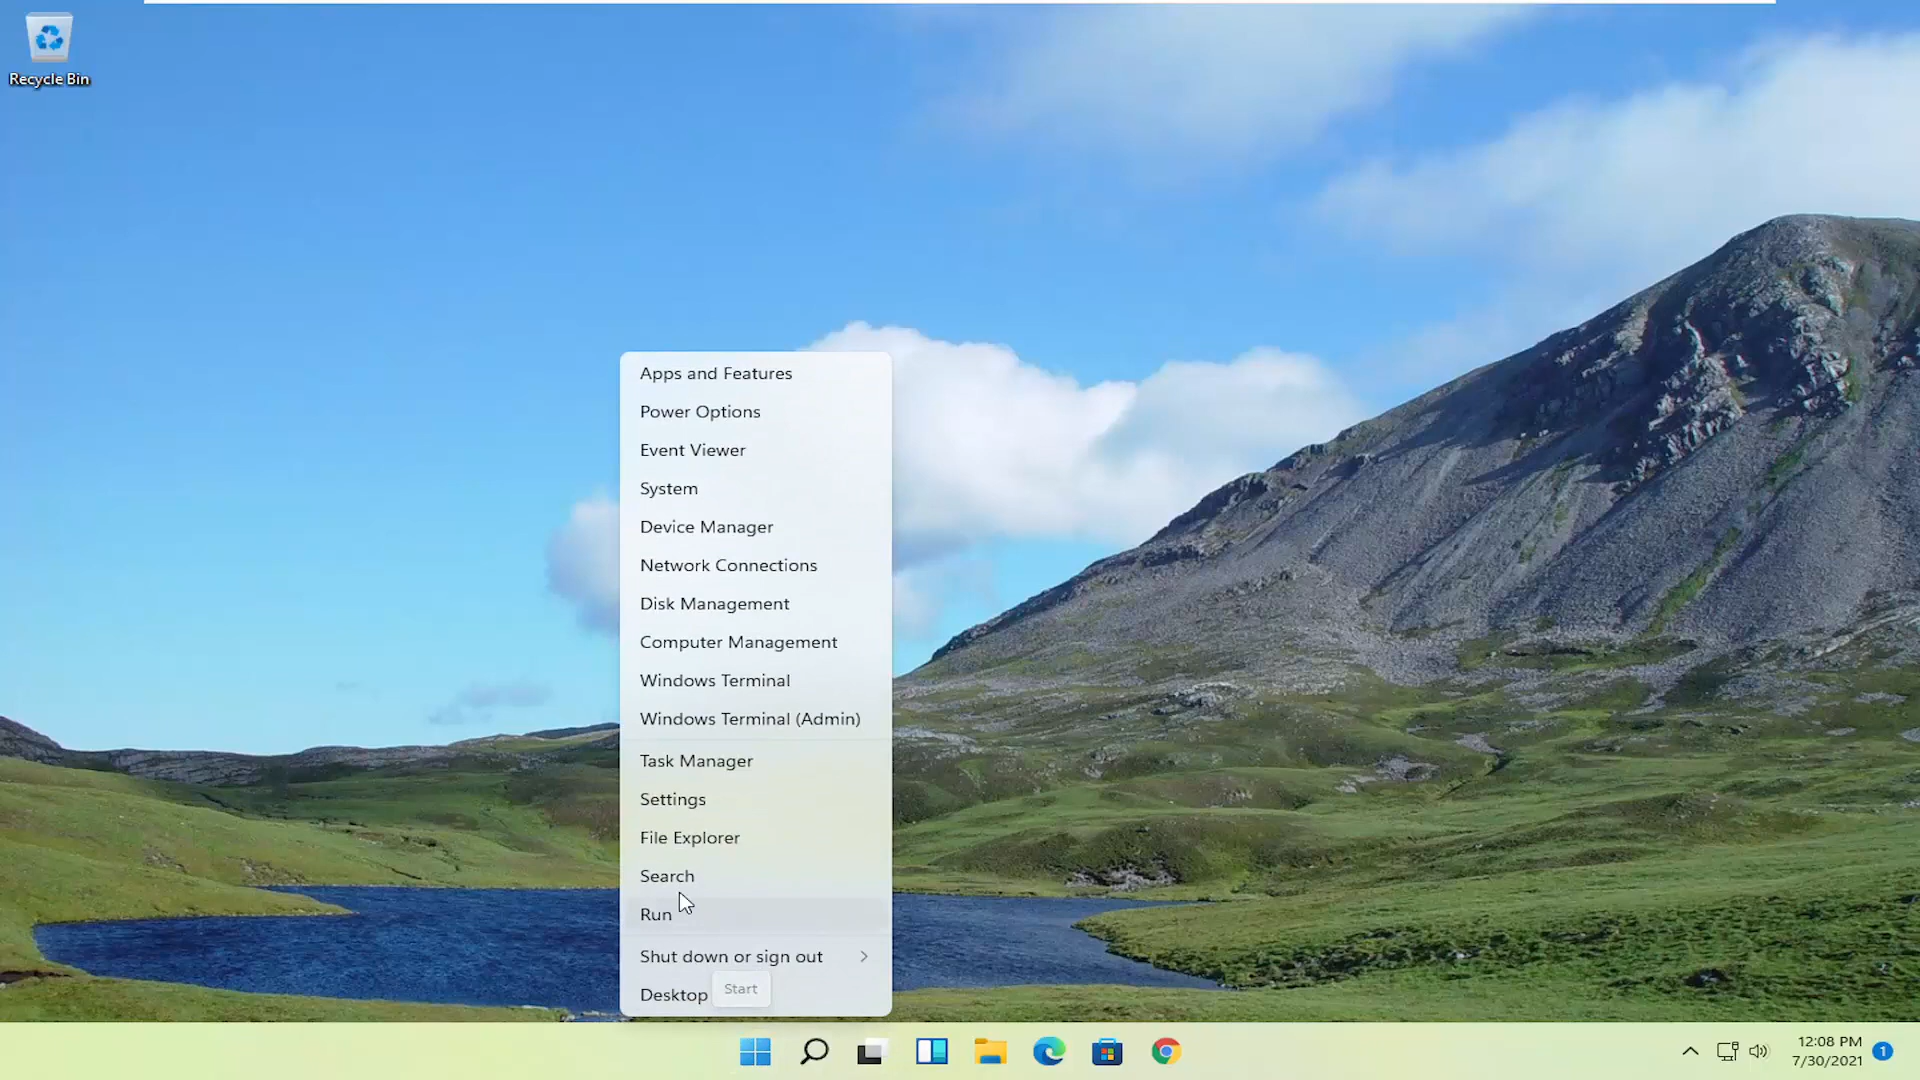 Recycle Bin
Apps and Features
Power Options
Event Viewer
System
Device Manager
Network Connections
Disk Management
Computer Management
Windows Terminal
Windows Terminal (Admin)
Task Manager
Settings
File Explorer
Search
Run
Shut down or sign out
Desktop
Start
12:08 PM
7/30/2021
1